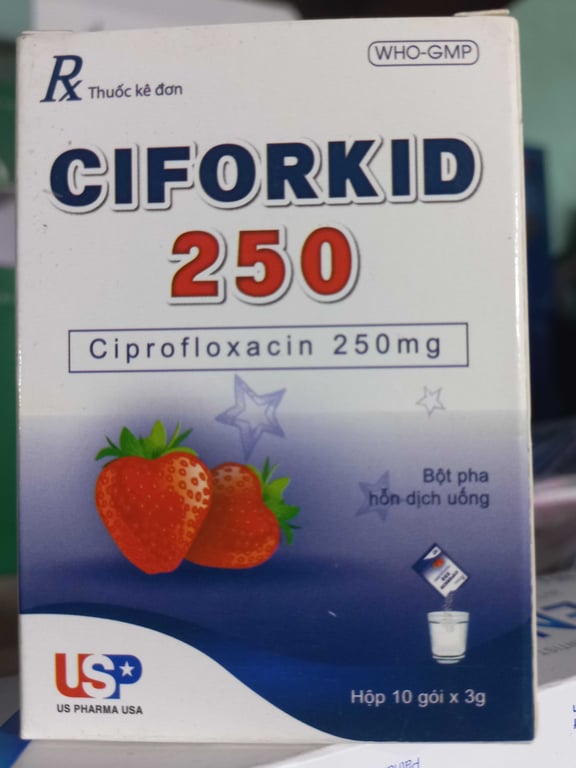 Rx Thuốc kê đơn
WHO-GMP
CIFORKID
250
Ciprofloxacin 250mg
Bột pha
hỗn dịch uống
USP
US PHARMA USA
Hộp 10 gói x 3g